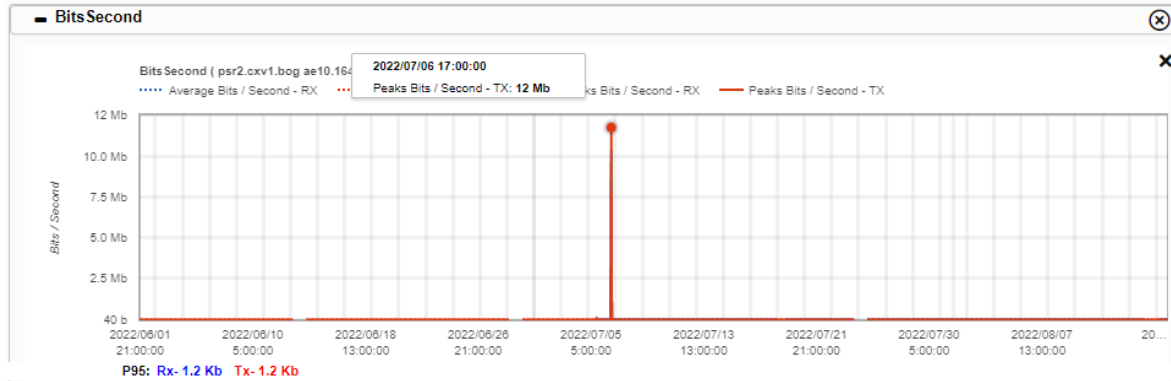 BitsSecond
BitsSecond ( psr2.cxv1.bog ae10.164
2022/07/06 17:00:00
Peaks Bits / Second - TX: 12 Mb
Average Bits / Second - RX
Bits / Second - RX
Peaks Bits / Second - TX
12 Mb
10.0 Mb
7.5 Mb
5.0 Mb
2.5 Mb
40 b
Bits / Second
2022/06/01 2022/06/10 2022/06/18 2022/06/26 2022/07/05 2022/07/13 2022/07/21 2022/07/30 2022/08/07 20...
21:00:00 5:00:00 13:00:00 21:00:00 5:00:00 13:00:00 21:00:00 5:00:00 13:00:00
P95: Rx- 1.2 Kb Tx- 1.2 Kb